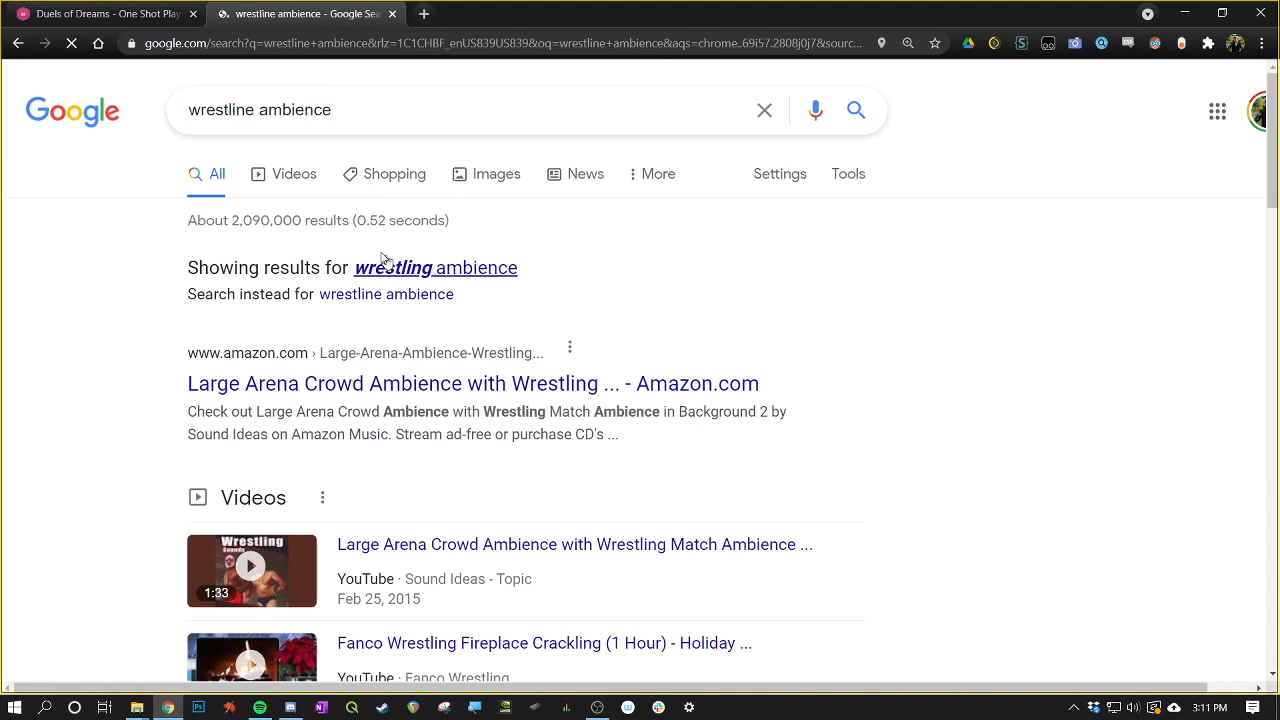 Duels of Dreams - One Shot Play
wrestline ambience - Google Sea
google.com/search?q=wrestline+ambience&rlz=1C1CHBF_enUS839US839&oq=wrestline+ambience&aqs=chrome..69i57.2808j0j7&sourc...
Google
wrestline ambience
All Videos Shopping Images News More Settings Tools
About 2,090,000 results (0.52 seconds)
Showing results for wrestling ambience
Search instead for wrestline ambience
www.amazon.com › Large-Arena-Ambience-Wrestling...
Large Arena Crowd Ambience with Wrestling ... - Amazon.com
Check out Large Arena Crowd Ambience with Wrestling Match Ambience in Background 2 by
Sound Ideas on Amazon Music. Stream ad-free or purchase CD's ...
Videos
Wrestling
Sounds
1:33
Large Arena Crowd Ambience with Wrestling Match Ambience ...
YouTube · Sound Ideas - Topic
Feb 25, 2015
Fanco Wrestling Fireplace Crackling (1 Hour) - Holiday ...
YouTube · Fanco Wrestling
3:11 PM